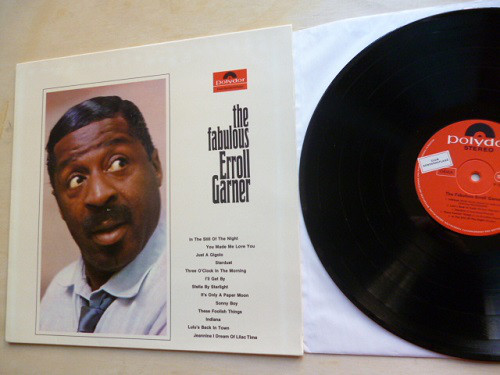 Polydor
the
fabulous
Erroll
Garner
In The Still Of The Night
You Made Me Love You
Just A Gigolo
Stardust
Three O'Clock In The Morning
I'll Get By
Stella By Starlight
It's Only A Paper Moon
Sonny Boy
These Foolish Things
Indiana
Lulu's Back In Town
Jeannine I Dream Of Lilac Time
Polydor
STEREO
The Fabulous Erroll